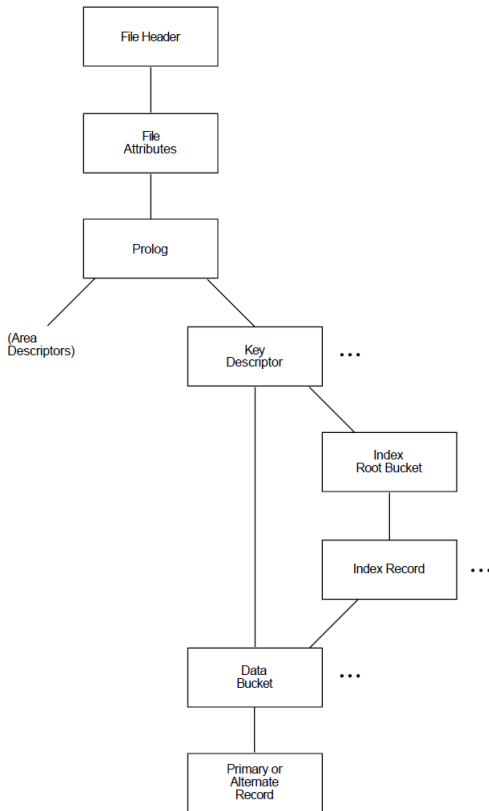 File Header
File
Attributes
Prolog
(Area
Descriptors)
Key
Descriptor
...
Index
Root Bucket
Index Record
...
Data
Bucket
...
Primary or
Alternate
Record